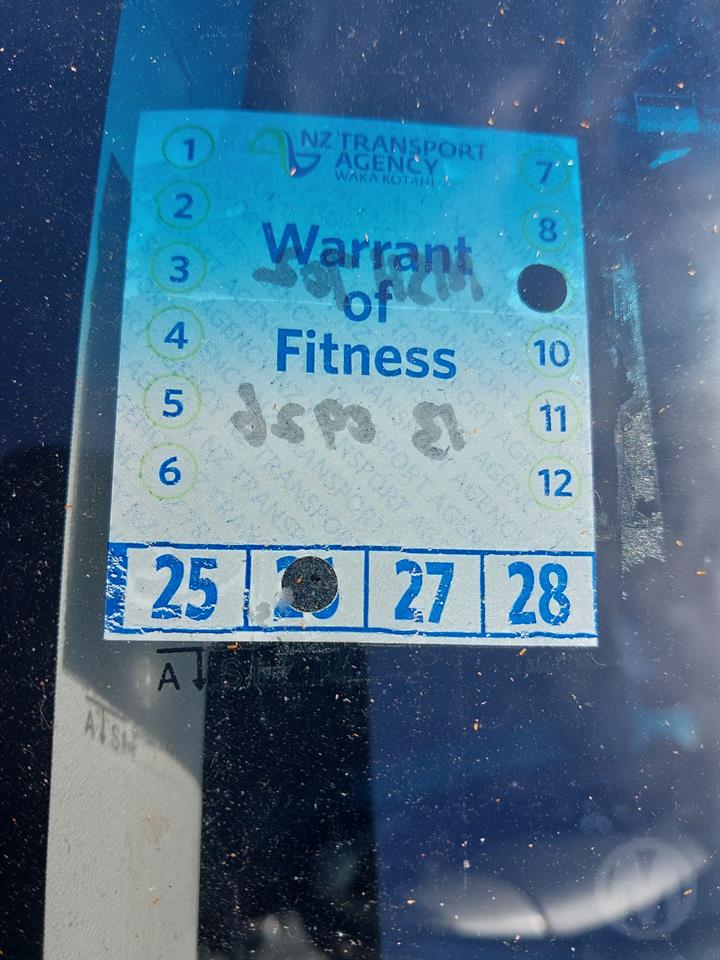 NZ TRANSPORT
AGENCY
WAKA KOTAHI
Warrant
of
Fitness
1
2
3
4
5
6
7
8
10
11
12
25
27
28
A